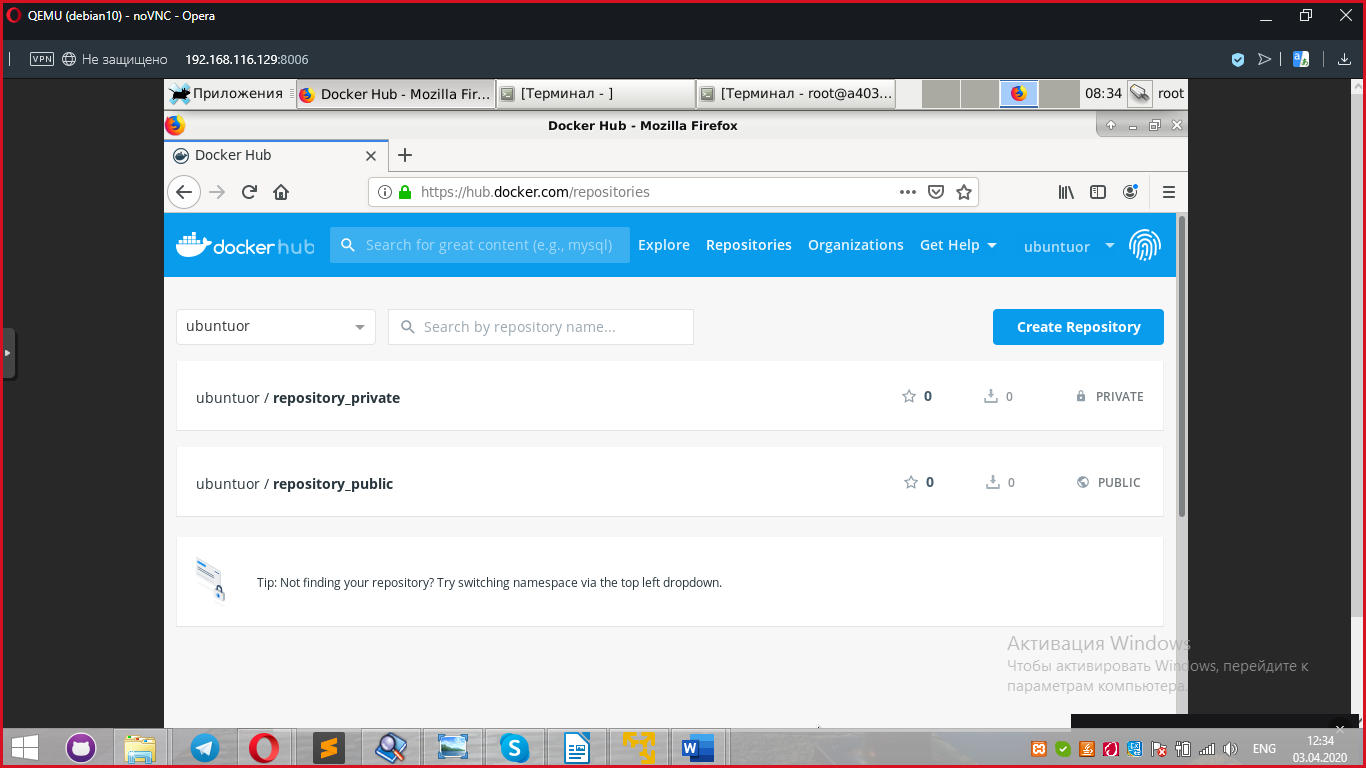 QEMU (debian10) - noVNC - Opera
VPN Не защищено 192.168.116.129:8006
Приложения Docker Hub - Mozilla Fir... [Терминал - ] [Терминал - root@a403... 08:34 root
Docker Hub - Mozilla Firefox
Docker Hub
https://hub.docker.com/repositories
dockerhub Search for great content (e.g., mysql) Explore Repositories Organizations Get Help ubuntuor
ubuntuor Search by repository name... Create Repository
ubuntuor / repository_private 0 0 PRIVATE
ubuntuor / repository_public 0 0 PUBLIC
Tip: Not finding your repository? Try switching namespace via the top left dropdown.
Активация Windows
Чтобы активировать Windows, перейдите к
параметрам компьютера.
ENG 12:34
03.04.2020